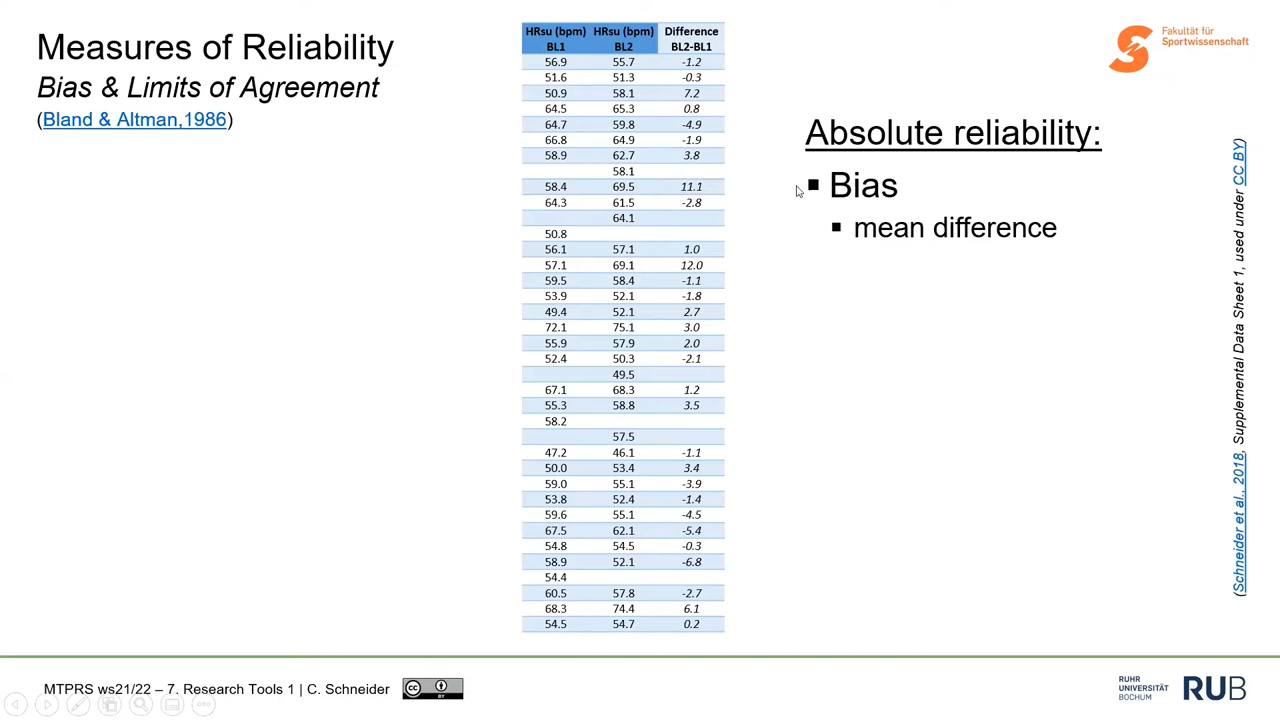 Measures of Reliability
Bias & Limits of Agreement
(Bland & Altman,1986)
HRsu (bpm) HRsu (bpm) Difference
BL1 BL2 BL2-BL1
56.9 55.7 -1.2
51.6 51.3 -0.3
50.9 58.1 7.2
64.5 65.3 0.8
64.7 59.8 -4.9
66.8 64.9 -1.9
58.9 62.7 3.8
58.1
58.4 69.5 11.1
64.3 61.5 -2.8
64.1
50.8
56.1 57.1 1.0
57.1 69.1 12.0
59.5 58.4 -1.1
53.9 52.1 -1.8
49.4 52.1 2.7
72.1 75.1 3.0
55.9 57.9 2.0
52.4 50.3 -2.1
49.5
67.1 68.3 1.2
55.3 58.8 3.5
58.2
57.5
47.2 46.1 -1.1
50.0 53.4 3.4
59.0 55.1 -3.9
53.8 52.4 -1.4
59.6 55.1 -4.5
67.5 62.1 -5.4
54.8 54.5 -0.3
58.9 52.1 -6.8
54.4
60.5 57.8 -2.7
68.3 74.4 6.1
54.5 54.7 0.2
Absolute reliability:
▪ Bias
▪ mean difference
Fakultät für
Sportwissenschaft
(Schneider et al., 2018, Supplemental Data Sheet 1, used under CC BY)
MTPRS ws21/22 – 7. Research Tools 1 | C. Schneider
cc BY
RUHR
UNIVERSITÄT
BOCHUM
RUB